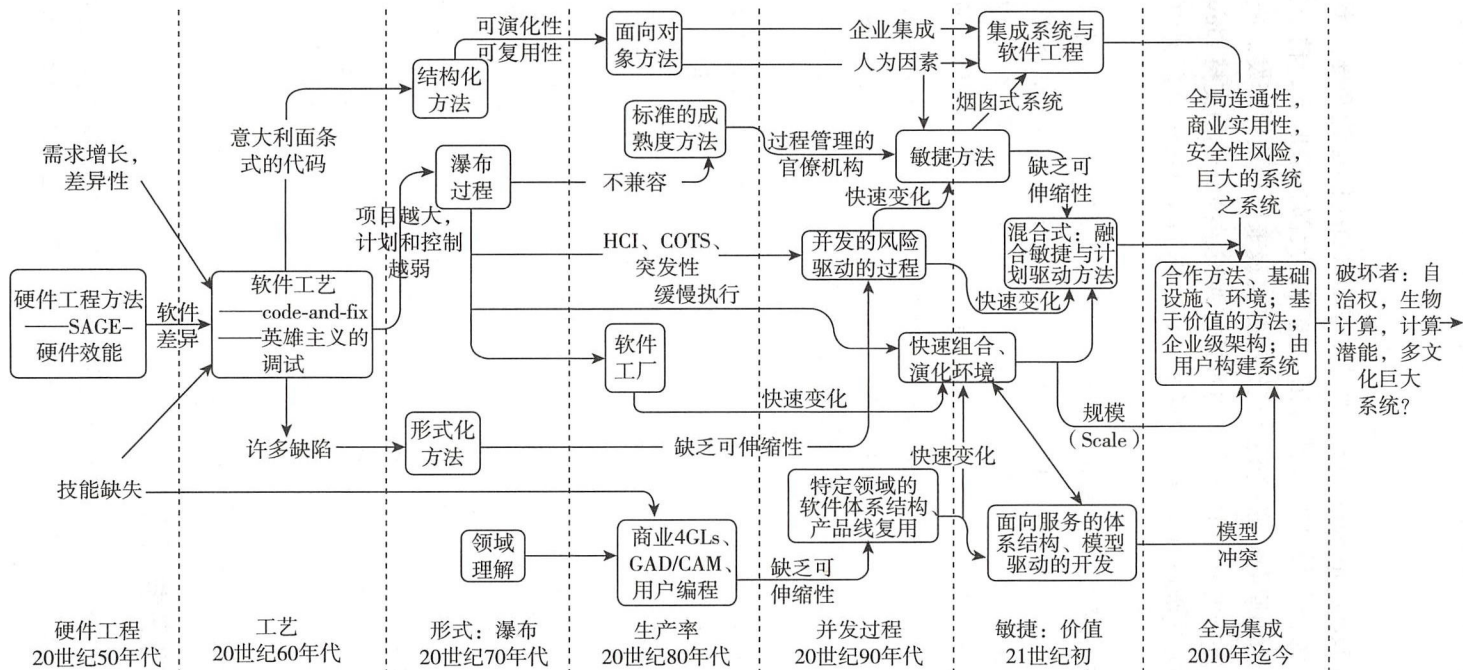 可演化性
可复用性
面向对
象方法
企业集成
人为因素
集成系统与
软件工程
结构化
方法
烟囱式系统
全局连通性，
商业实用性，
安全性风险，
巨大的系统
之系统
需求增长，
差异性
意大利面条
式的代码
标准的成
熟度方法
过程管理的
官僚机构
敏捷方法
缺乏可
伸缩性
瀑布
过程
不兼容
快速变化
项目越大，
计划和控制
越弱
HCI、COTS、
突发性
并发的风险
驱动的过程
混合式：融
合敏捷与计
划驱动方法
快速变化
硬件工程方法
——SAGE-
硬件效能
软件
差异
软件工艺
——code-and-fix
——英雄主义的
调试
缓慢执行
合作方法、基础
设施、环境；基
于价值的方法；
企业级架构；由
用户构建系统
破坏者：自
治权，生物
计算，计算
潜能，多文
化巨大
系统？
软件
工厂
快速组合、
演化环境
快速变化
规模
（Scale）
许多缺陷
形式化
方法
缺乏可伸缩性
快速变化
技能缺失
特定领域的
软件体系结构
产品线复用
领域
理解
商业4GLs、
GAD/CAM、
用户编程
缺乏可
伸缩性
面向服务的体
系结构、模型
驱动的开发
模型
冲突
硬件工程
20世纪50年代
工艺
20世纪60年代
形式：瀑布
20世纪70年代
生产率
20世纪80年代
并发过程
20世纪90年代
敏捷：价值
21世纪初
全局集成
2010年迄今